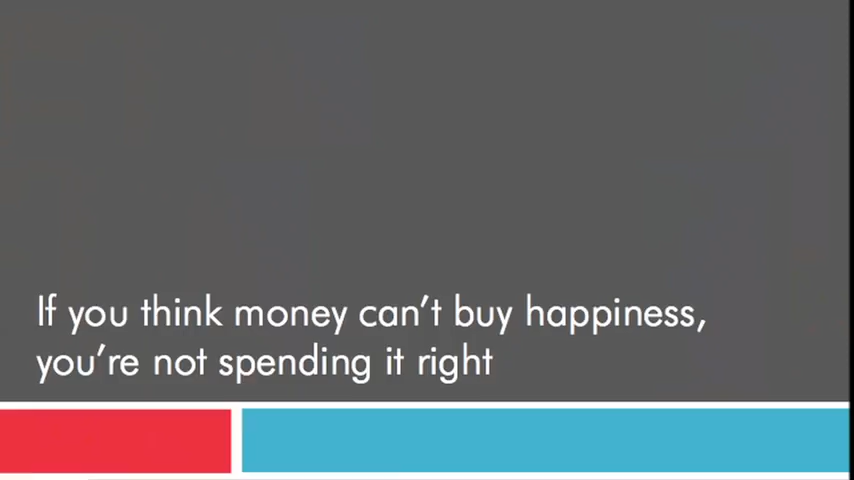 If you think money can’t buy happiness,
you’re not spending it right